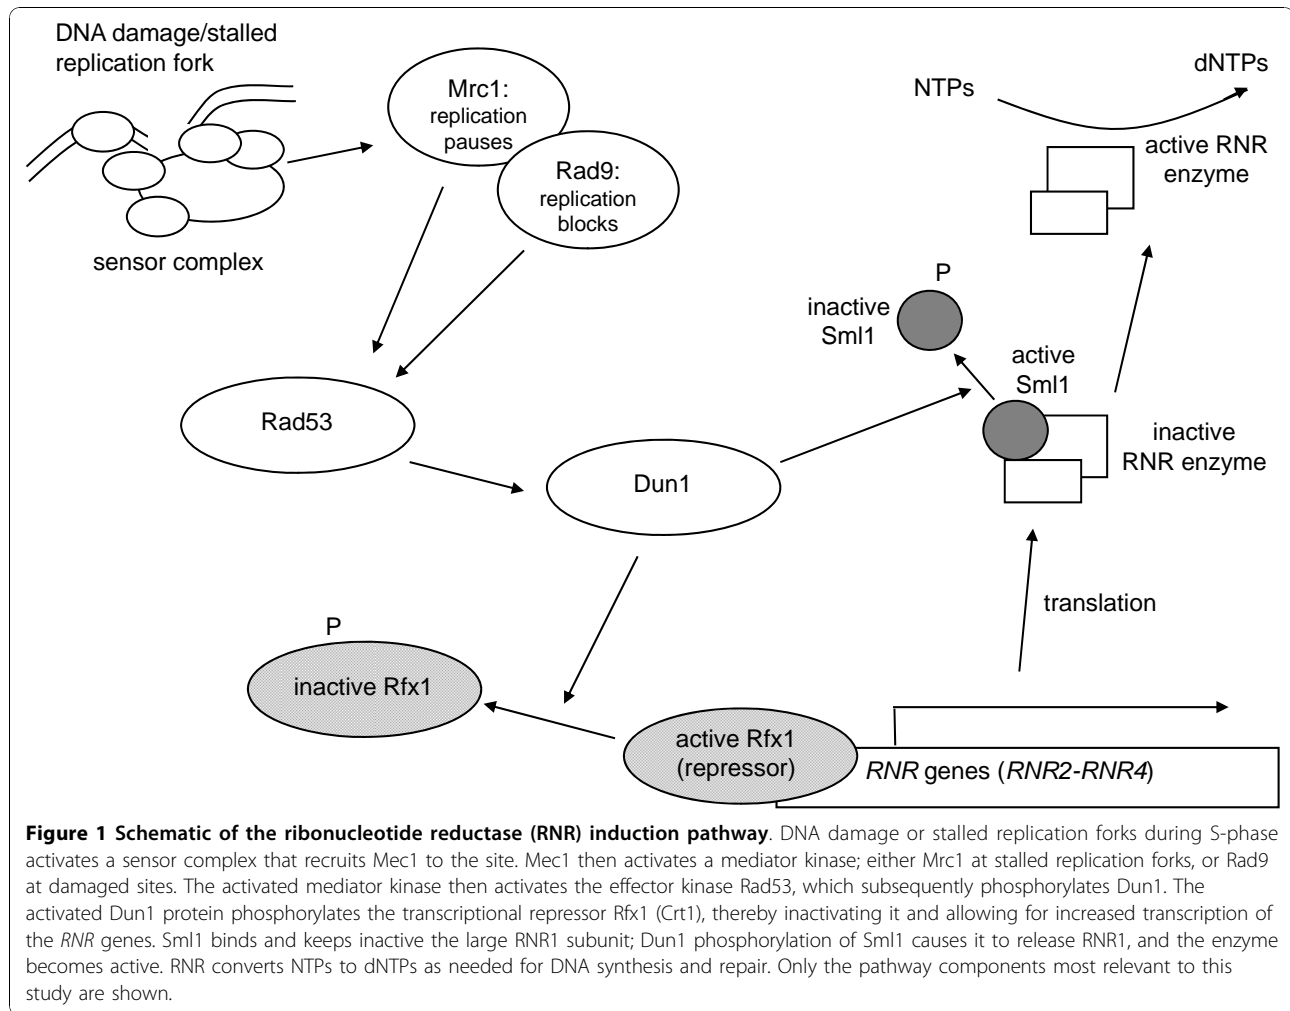 DNA damage/stalled
replication fork
sensor complex
Mrc1:
replication
pauses
Rad9:
replication
blocks
NTPs
dNTPs
active RNR
enzyme
P
inactive
Sml1
active
Sml1
inactive
RNR enzyme
Rad53
Dun1
translation
P
inactive Rfx1
active Rfx1
(repressor)
RNR genes (RNR2-RNR4)
Figure 1 Schematic of the ribonucleotide reductase (RNR) induction pathway. DNA damage or stalled replication forks during S-phase
activates a sensor complex that recruits Mec1 to the site. Mec1 then activates a mediator kinase; either Mrc1 at stalled replication forks, or Rad9
at damaged sites. The activated mediator kinase then activates the effector kinase Rad53, which subsequently phosphorylates Dun1. The
activated Dun1 protein phosphorylates the transcriptional repressor Rfx1 (Crt1), thereby inactivating it and allowing for increased transcription of
the RNR genes. Sml1 binds and keeps inactive the large RNR1 subunit; Dun1 phosphorylation of Sml1 causes it to release RNR1, and the enzyme
becomes active. RNR converts NTPs to dNTPs as needed for DNA synthesis and repair. Only the pathway components most relevant to this
study are shown.